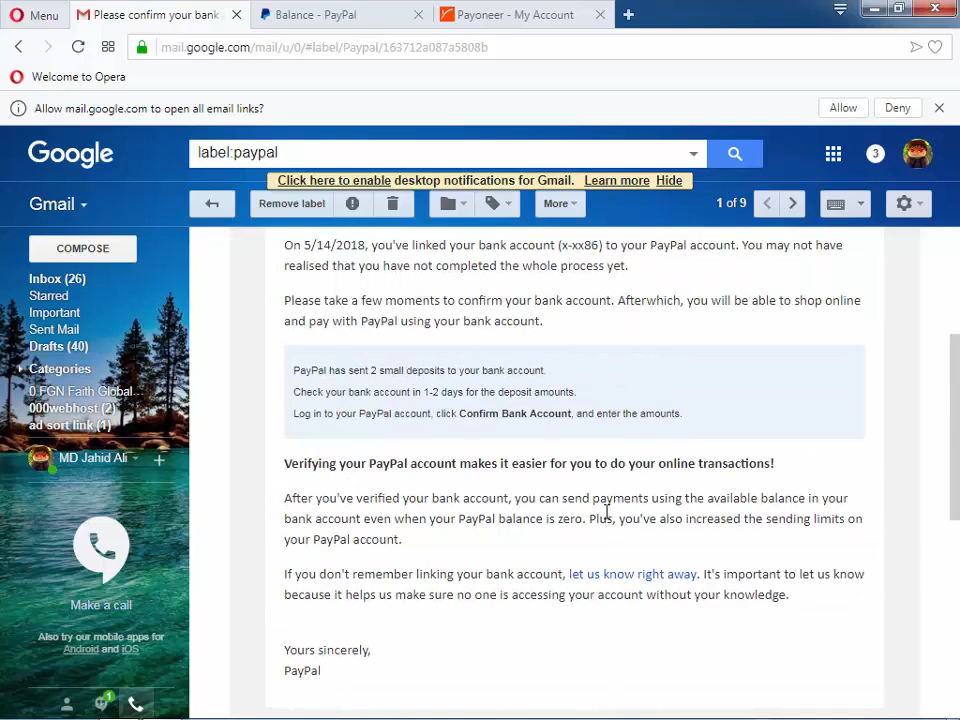 Menu
Please confirm your bank
Balance - PayPal
Payoneer - My Account
mail.google.com/mail/u/0/#label/Paypal/163712a087a5808b
Welcome to Opera
Allow mail.google.com to open all email links?
Allow
Deny
Google
label:paypal
3
Click here to enable desktop notifications for Gmail. Learn more Hide
Gmail
Remove label
More
1 of 9
COMPOSE
Inbox (26)
Starred
Important
Sent Mail
Drafts (40)
Categories
0.FGN Faith Global...
000webhost (2)
ad sort link (1)
MD Jahid Ali
Make a call
Also try our mobile apps for
Android and iOS
1
On 5/14/2018, you've linked your bank account (x-xx86) to your PayPal account. You may not have
realised that you have not completed the whole process yet.
Please take a few moments to confirm your bank account. Afterwhich, you will be able to shop online
and pay with PayPal using your bank account.
PayPal has sent 2 small deposits to your bank account.
Check your bank account in 1-2 days for the deposit amounts.
Log in to your PayPal account, click Confirm Bank Account, and enter the amounts.
Verifying your PayPal account makes it easier for you to do your online transactions!
After you've verified your bank account, you can send payments using the available balance in your
bank account even when your PayPal balance is zero. Plus, you've also increased the sending limits on
your PayPal account.
If you don't remember linking your bank account, let us know right away. It's important to let us know
because it helps us make sure no one is accessing your account without your knowledge.
Yours sincerely,
PayPal